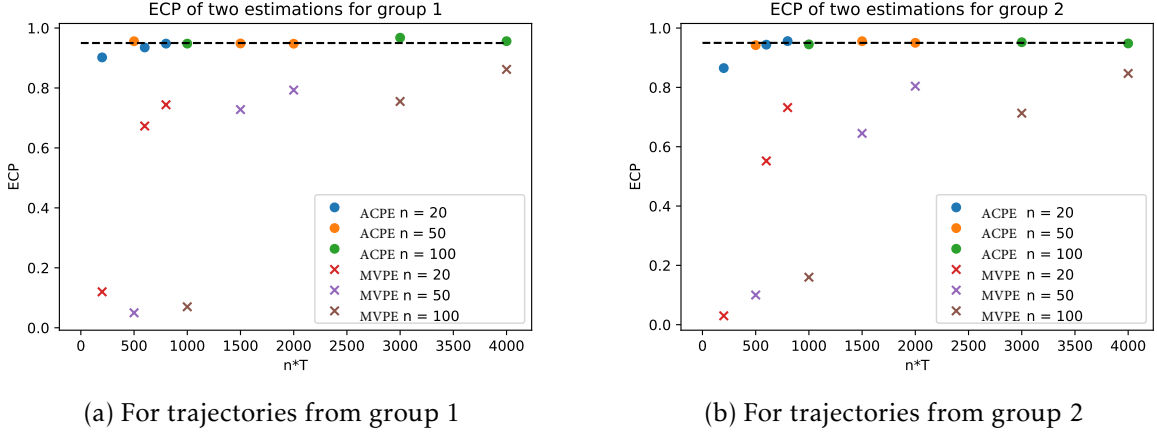 ECP of two estimations for group 1
1.0
0.8
0.6
0.4
0.2
0.0
ECP
0
500
1000
1500
2000
2500
3000
3500
4000
n*T
ACPE n = 20
ACPE n = 50
ACPE n = 100
MVPE n = 20
MVPE n = 50
MVPE n = 100
(a) For trajectories from group 1
ECP of two estimations for group 2
1.0
0.8
0.6
0.4
0.2
0.0
ECP
0
500
1000
1500
2000
2500
3000
3500
4000
n*T
ACPE n = 20
ACPE n = 50
ACPE n = 100
MVPE n = 20
MVPE n = 50
MVPE n = 100
(b) For trajectories from group 2